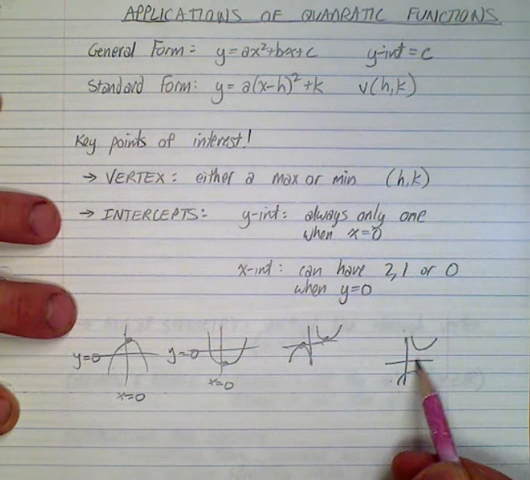 APPLICATIONS OF QUADRATIC FUNCTIONS
General Form: y=ax²+bx+c y-int=c
Standard Form: y=a(x-h)²+k V(h,k)
Key points of interest!
→ VERTEX: either a max or min (h,k)
→ INTERCEPTS: y-int: always only one
when x=0
x-int: can have 2,1 or 0
when y=0
y=0 y=0
x=0 x=0